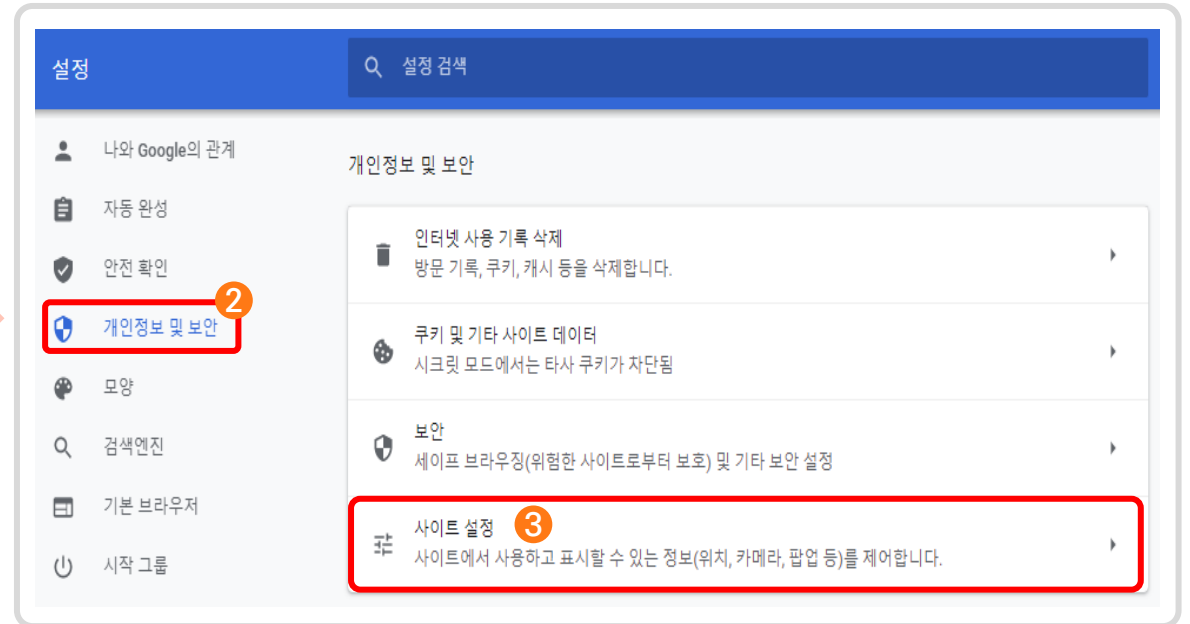 설정
설정 검색
나와 Google의 관계
자동 완성
안전 확인
2
개인정보 및 보안
모양
검색엔진
기본 브라우저
시작 그룹
개인정보 및 보안
인터넷 사용 기록 삭제
방문 기록, 쿠키, 캐시 등을 삭제합니다.
쿠키 및 기타 사이트 데이터
시크릿 모드에서는 타사 쿠키가 차단됨
보안
세이프 브라우징(위험한 사이트로부터 보호) 및 기타 보안 설정
사이트 설정 3
사이트에서 사용하고 표시할 수 있는 정보(위치, 카메라, 팝업 등)를 제어합니다.